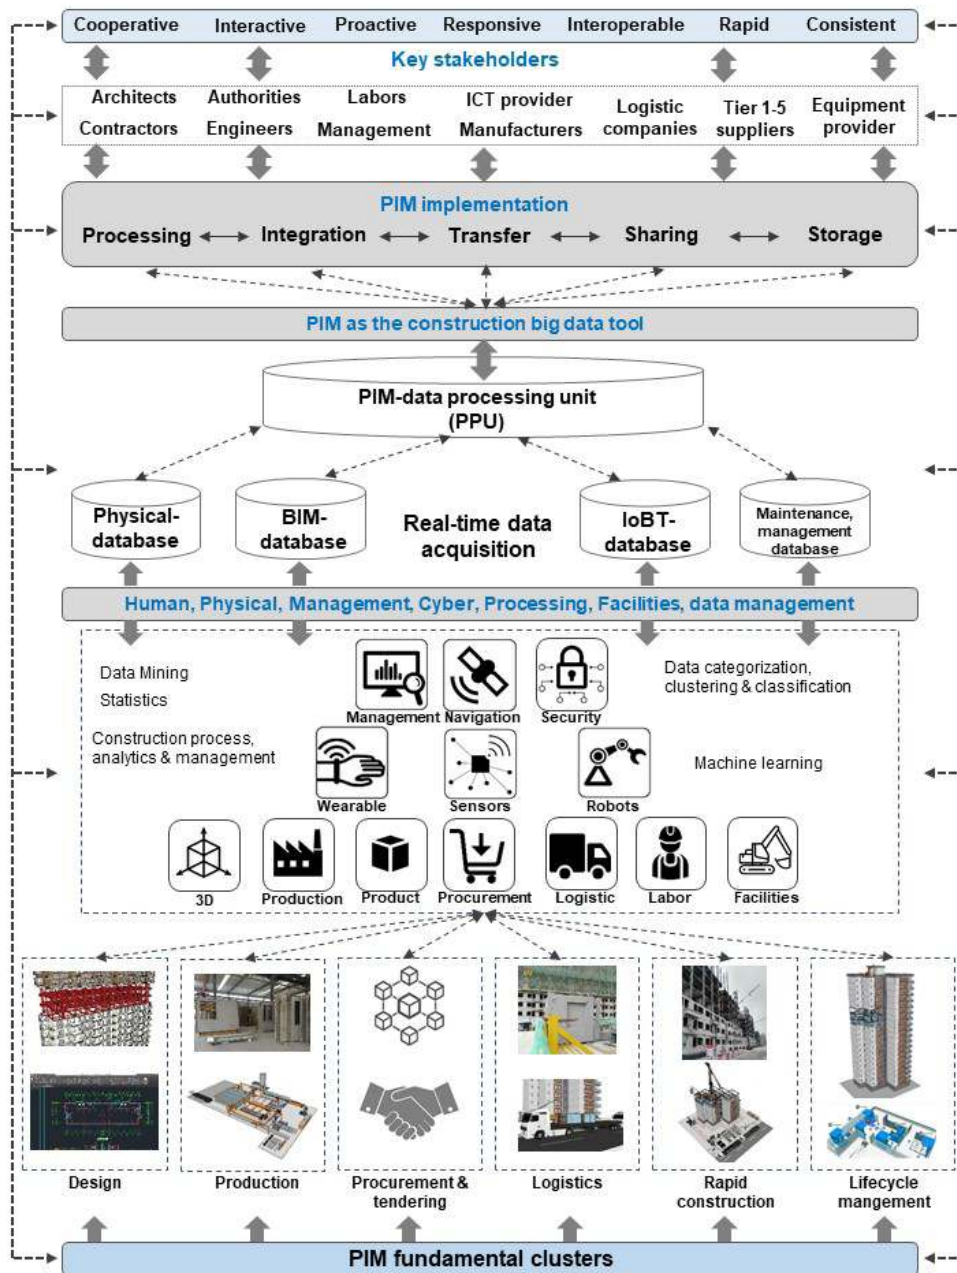 Cooperative Interactive Proactive Responsive Interoperable Rapid Consistent
Key stakeholders
Architects Authorities Labors ICT provider Logistic Tier 1-5 Equipment
Contractors Engineers Management Manufacturers companies suppliers provider
PIM implementation
Processing Integration Transfer Sharing Storage
PIM as the construction big data tool
PIM-data processing unit
(PPU)
Physical-
database
BIM-
database
Real-time data
acquisition
IoBT-
database
Maintenance,
management
database
Human, Physical, Management, Cyber, Processing, Facilities, data management
Data Mining
Statistics
Construction process,
analytics & management
Data categorization,
clustering & classification
Machine learning
Management Navigation Security
Wearable Sensors Robots
3D Production Product Procurement Logistic Labor Facilities
Design
Production
Procurement &
tendering
Logistics
Rapid
construction
Lifecycle
mangement
PIM fundamental clusters